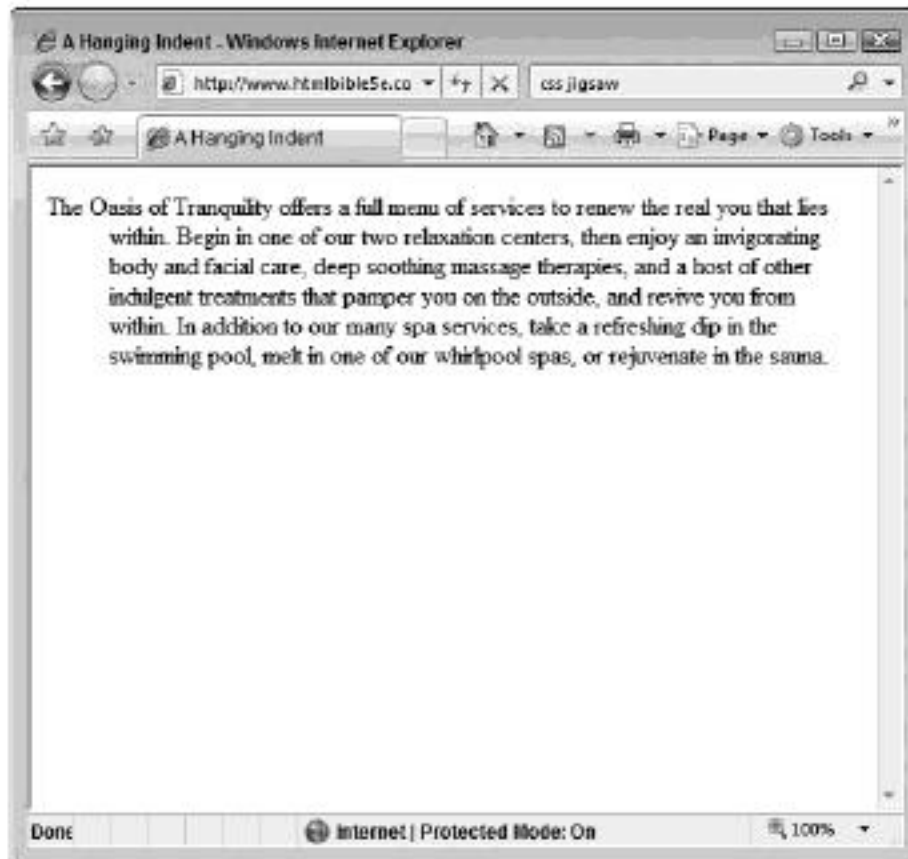 A Hanging Indent - Windows Internet Explorer
http://www.htmlbible5e.co css jigsaw
A Hanging Indent Page Tools
The Oasis of Tranquility offers a full menu of services to renew the real you that lies
within. Begin in one of our two relaxation centers, then enjoy an invigorating
body and facial care, deep soothing massage therapies, and a host of other
indulgent treatments that pamper you on the outside, and revive you from
within. In addition to our many spa services, take a refreshing dip in the
swimming pool, melt in one of our whirlpool spas, or rejuvenate in the sauna.
Done Internet | Protected Mode: On 100%